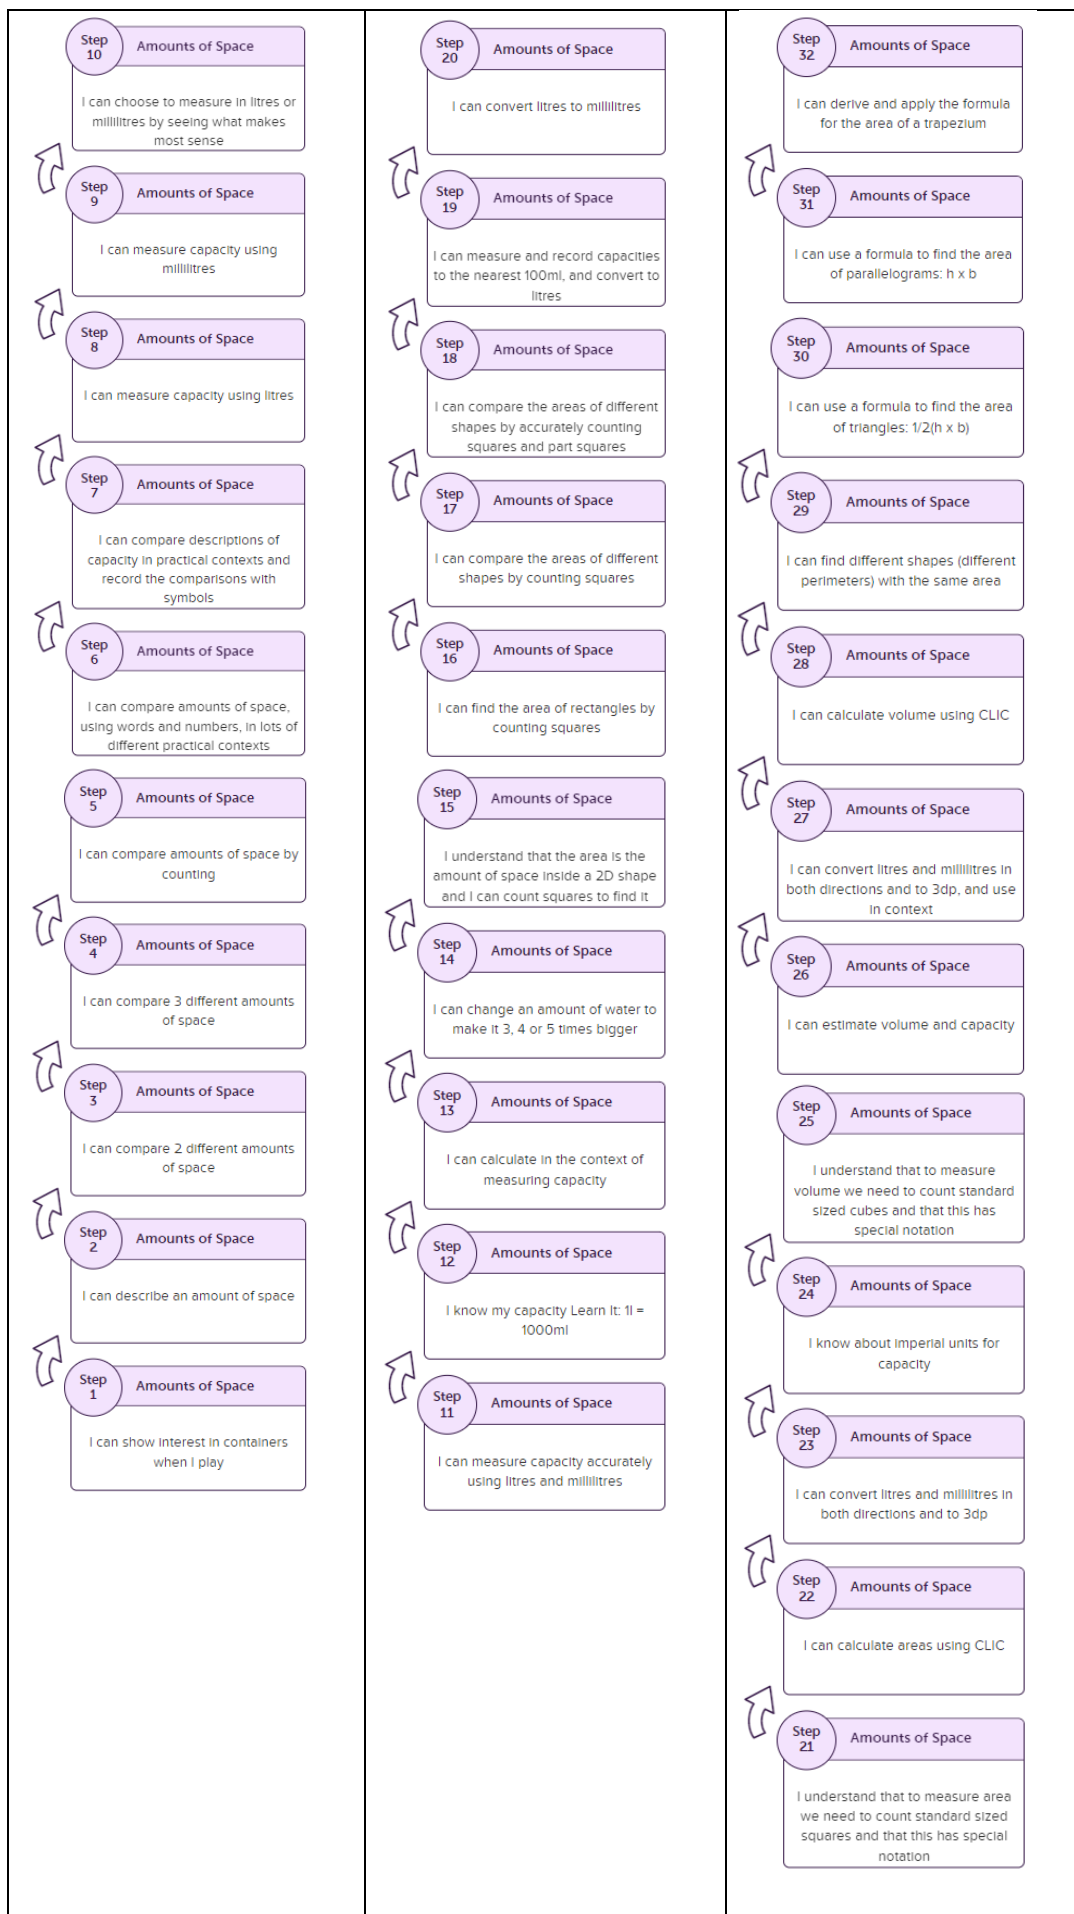 Step
10
Amounts of Space
I can choose to measure in litres or
millilitres by seeing what makes
most sense
Step
9
Amounts of Space
I can measure capacity using
millilitres
Step
8
Amounts of Space
I can measure capacity using litres
Step
7
Amounts of Space
I can compare descriptions of
capacity in practical contexts and
record the comparisons with
symbols
Step
6
Amounts of Space
I can compare amounts of space,
using words and numbers, in lots of
different practical contexts
Step
5
Amounts of Space
I can compare amounts of space by
counting
Step
4
Amounts of Space
I can compare 3 different amounts
of space
Step
3
Amounts of Space
I can compare 2 different amounts
of space
Step
2
Amounts of Space
I can describe an amount of space
Step
1
Amounts of Space
I can show interest in containers
when I play
Step
20
Amounts of Space
I can convert litres to millilitres
Step
19
Amounts of Space
I can measure and record capacities
to the nearest 100ml, and convert to
litres
Step
18
Amounts of Space
I can compare the areas of different
shapes by accurately counting
squares and part squares
Step
17
Amounts of Space
I can compare the areas of different
shapes by counting squares
Step
16
Amounts of Space
I can find the area of rectangles by
counting squares
Step
15
Amounts of Space
I understand that the area is the
amount of space inside a 2D shape
and I can count squares to find it
Step
14
Amounts of Space
I can change an amount of water to
make it 3, 4 or 5 times bigger
Step
13
Amounts of Space
I can calculate in the context of
measuring capacity
Step
12
Amounts of Space
I know my capacity Learn It: 1l =
1000ml
Step
11
Amounts of Space
I can measure capacity accurately
using litres and millilitres
Step
32
Amounts of Space
I can derive and apply the formula
for the area of a trapezium
Step
31
Amounts of Space
I can use a formula to find the area
of parallelograms: h x b
Step
30
Amounts of Space
I can use a formula to find the area
of triangles: 1/2(h x b)
Step
29
Amounts of Space
I can find different shapes (different
perimeters) with the same area
Step
28
Amounts of Space
I can calculate volume using CLIC
Step
27
Amounts of Space
I can convert litres and millilitres in
both directions and to 3dp, and use
in context
Step
26
Amounts of Space
I can estimate volume and capacity
Step
25
Amounts of Space
I understand that to measure
volume we need to count standard
sized cubes and that this has
special notation
Step
24
Amounts of Space
I know about imperial units for
capacity
Step
23
Amounts of Space
I can convert litres and millilitres in
both directions and to 3dp
Step
22
Amounts of Space
I can calculate areas using CLIC
Step
21
Amounts of Space
I understand that to measure area
we need to count standard sized
squares and that this has special
notation